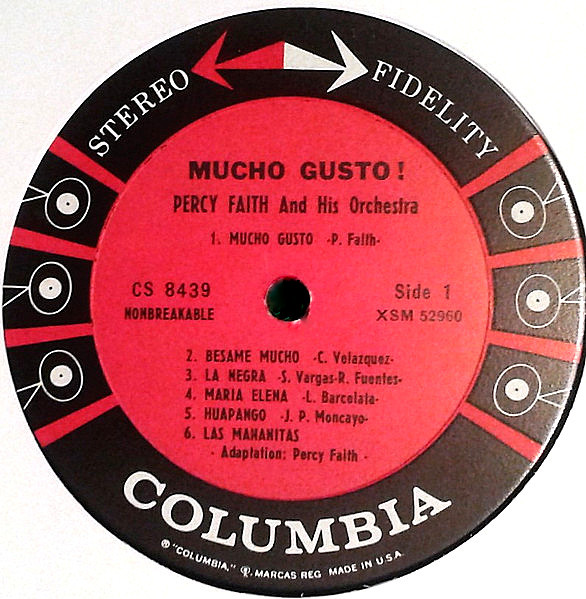 STEREO FIDELITY
MUCHO GUSTO!
PERCY FAITH And His Orchestra
1. MUCHO GUSTO -P. Faith-
CS 8439
NONBREAKABLE
Side 1
XSM 52960
2. BESAME MUCHO -C. Velazquez-
3. LA NEGRA -S. Vargas-R. Fuentes-
4. MARIA ELENA -L. Barcelata-
5. HUAPANGO -J. P. Moncayo-
6. LAS MANANITAS
- Adaptation: Percy Faith -
COLUMBIA
® "COLUMBIA," MARCAS REG. MADE IN U.S.A.